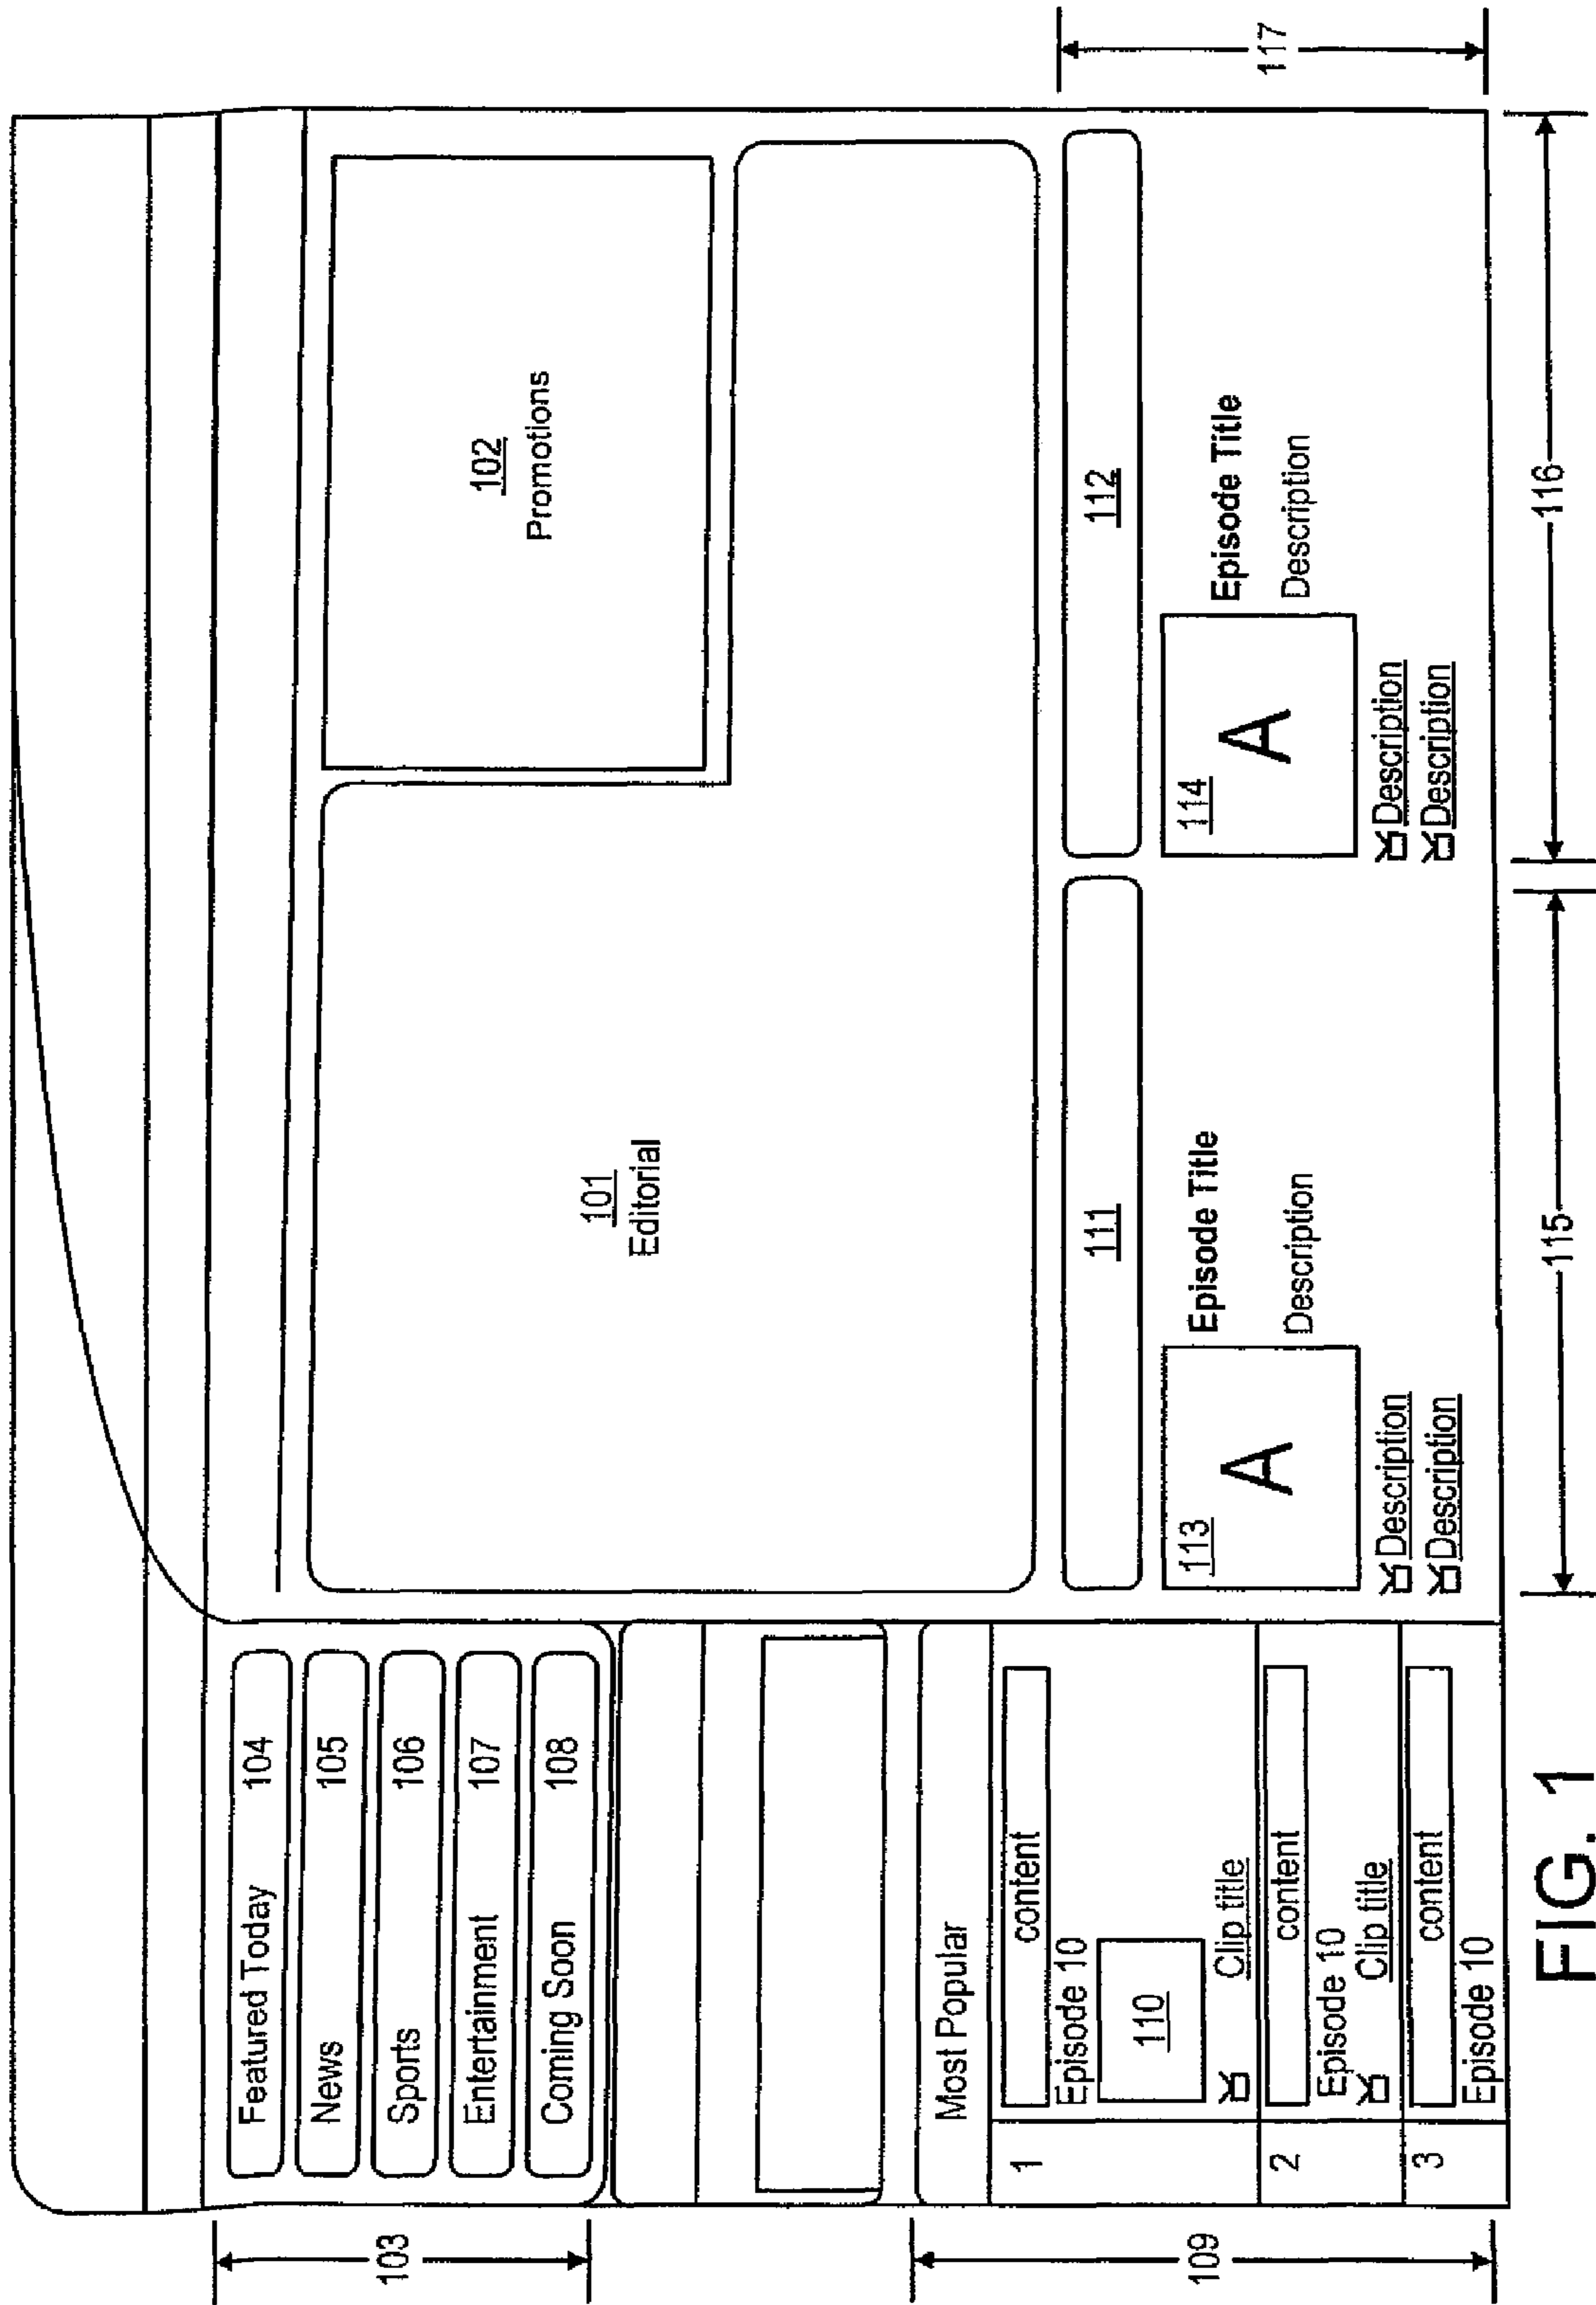 103
Featured Today 104
News 105
Sports 106
Entertainment 107
Coming Soon 108
109
Most Popular
1
content
Episode 10
110
Clip title
2
content
Episode 10
Clip title
3
content
Episode 10
101
Editorial
102
Promotions
111
113
A
Episode Title
Description
Description
Description
112
114
A
Episode Title
Description
Description
Description
117
115
116
FIG. 1